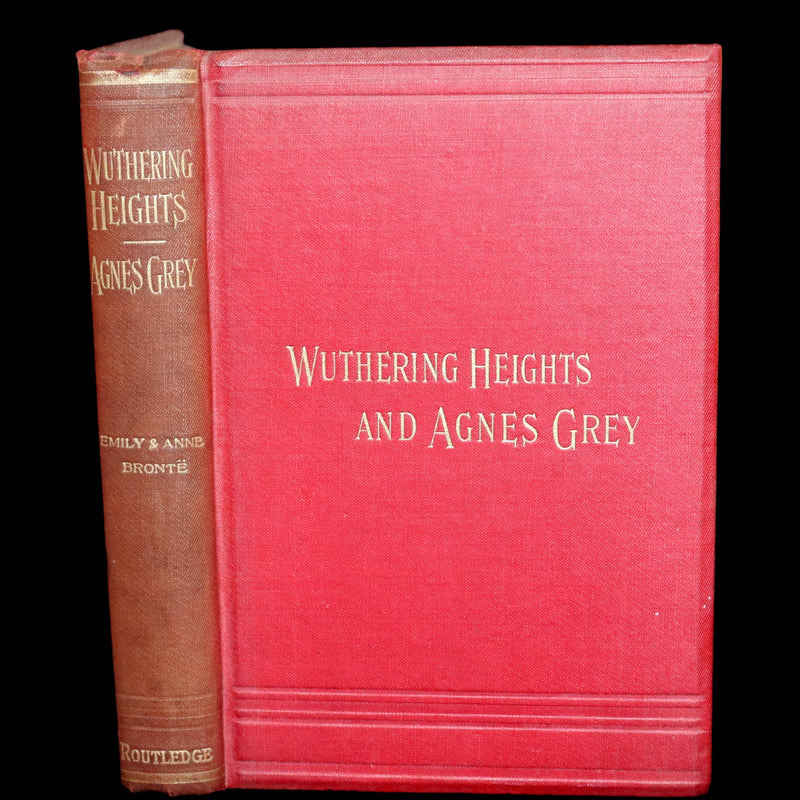 WUTHERING
HEIGHTS
AGNES GREY
EMILY & ANNE
BRONTË
ROUTLEDGE
WUTHERING HEIGHTS
AND AGNES GREY